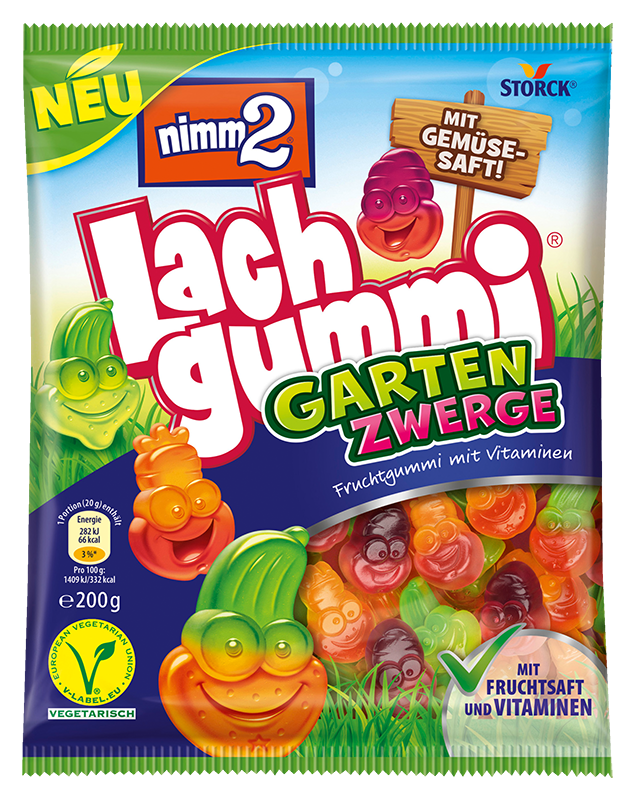 NEU
nimm2®
STORCK®
MIT
GEMÜSE-
SAFT!
Lach
gummi®
GARTEN
ZWERGE
Fruchtgummi mit Vitaminen
1 Portion (20 g) enthält
Energie
282 kJ
66 kcal
3 %*
Pro 100g:
1409 kJ/332 kcal
℮200g
EUROPEAN VEGETARIAN UNION
V-LABEL.EU
VEGETARISCH
MIT
FRUCHTSAFT
UND VITAMINEN